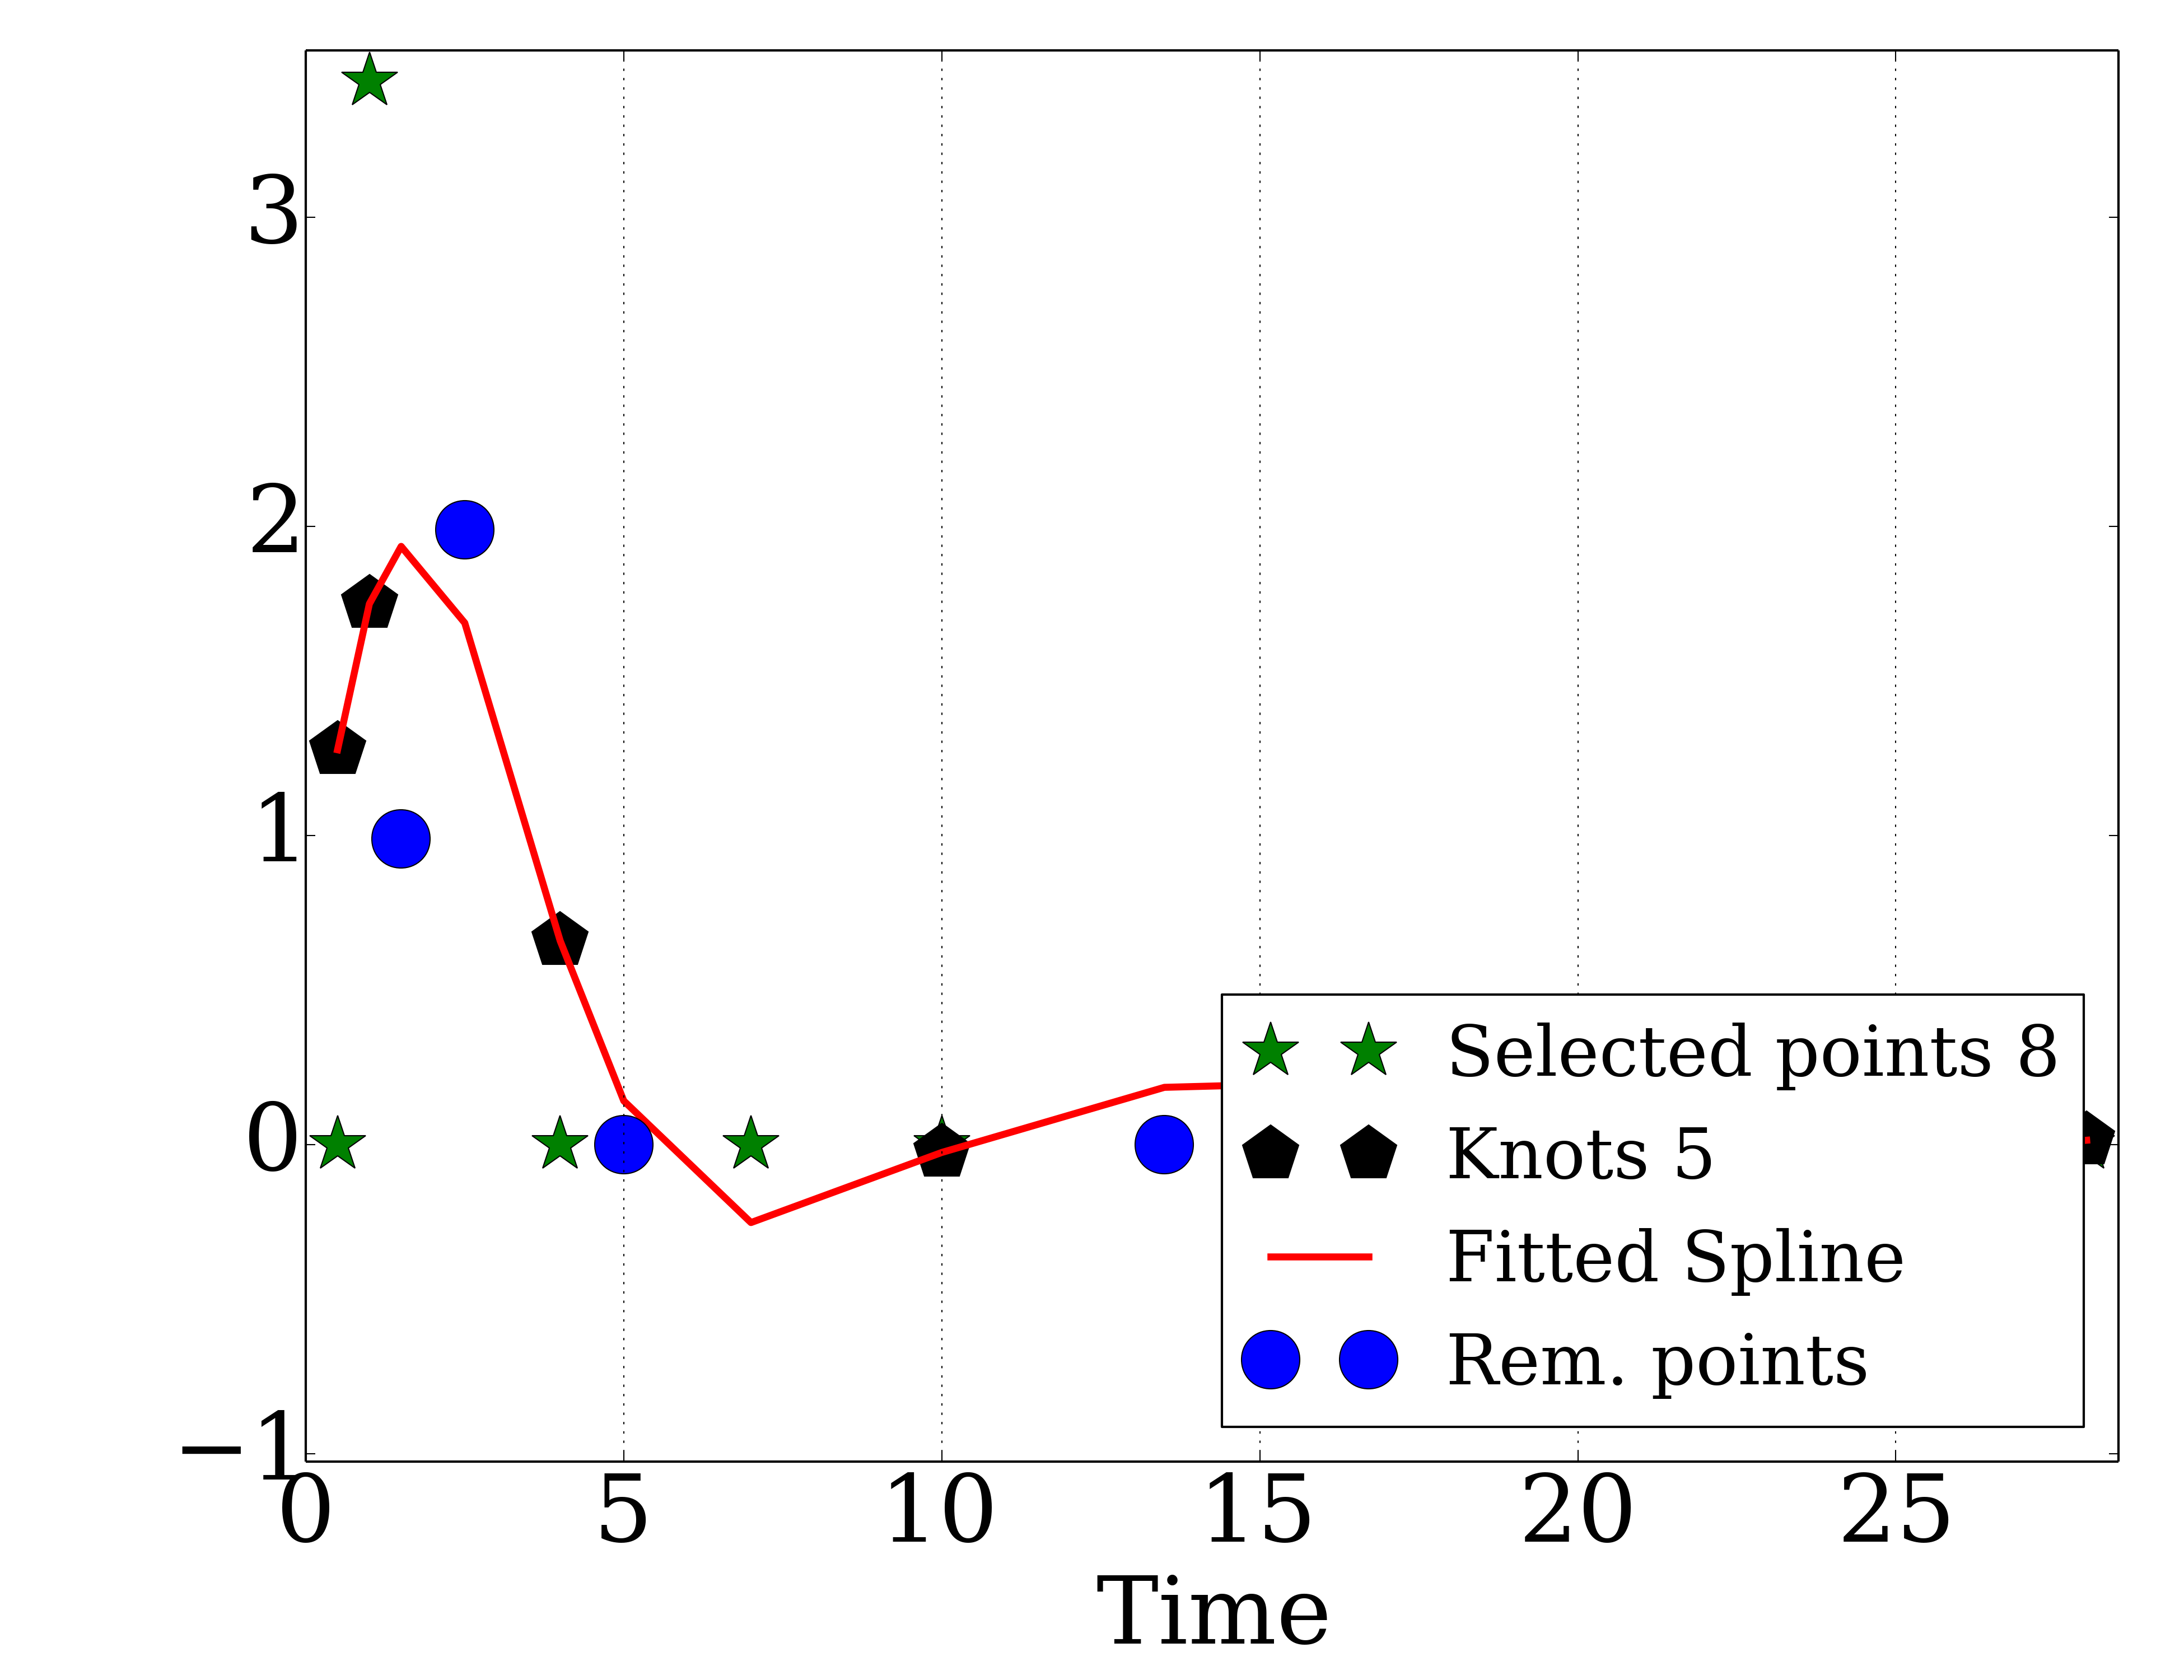 3
2
1
0
−1
0 5 10 15 20 25
Time
Selected points 8
Knots 5
Fitted Spline
Rem. points